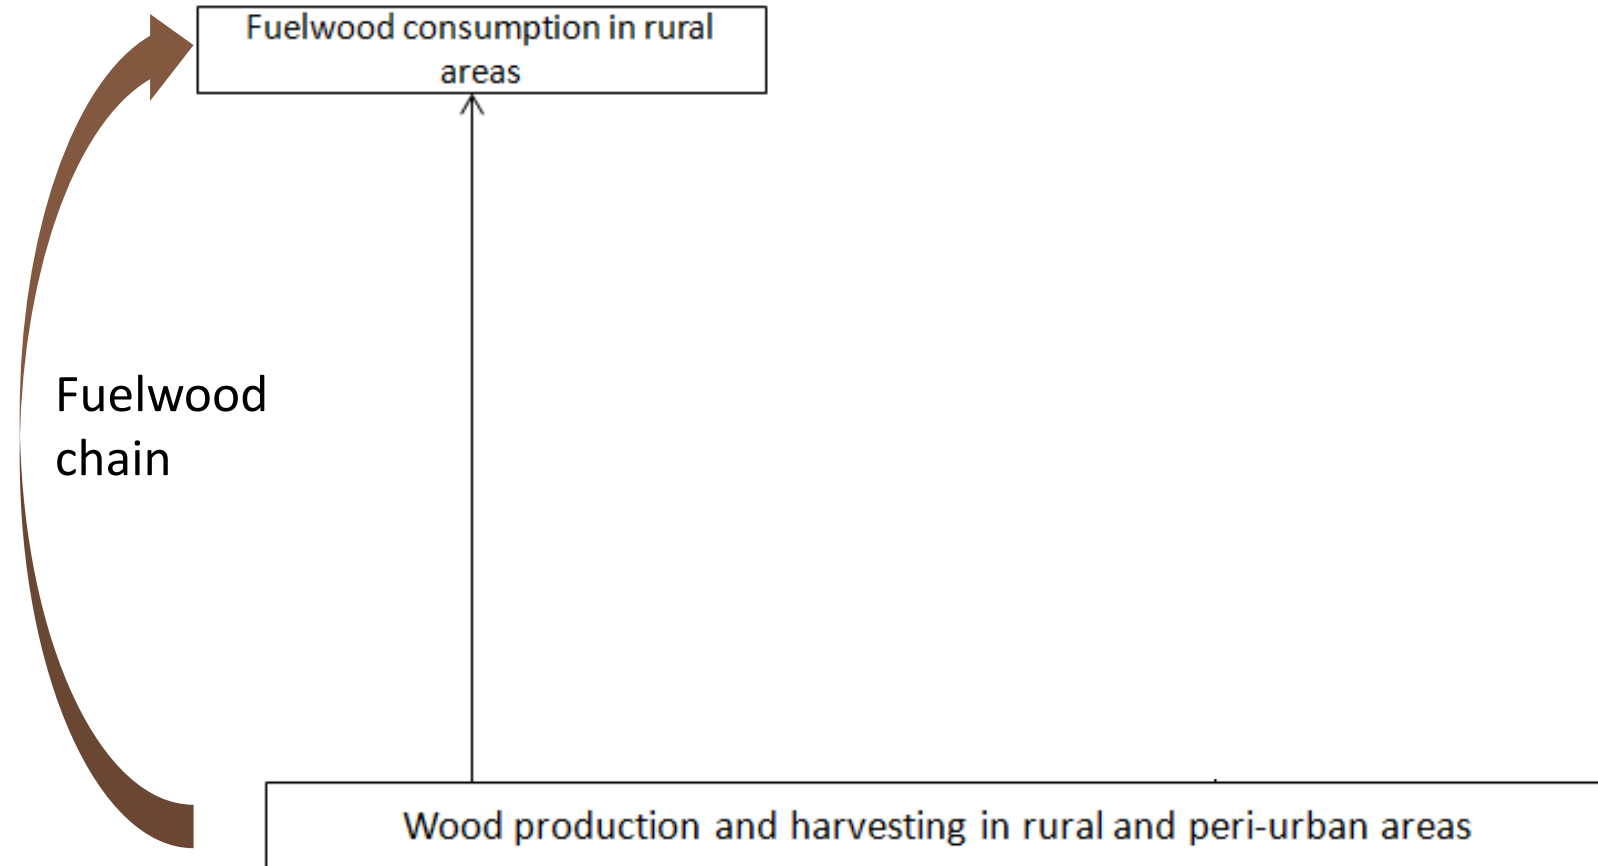 Fuelwood consumption in rural
areas
Fuelwood
chain
Wood production and harvesting in rural and peri-urban areas